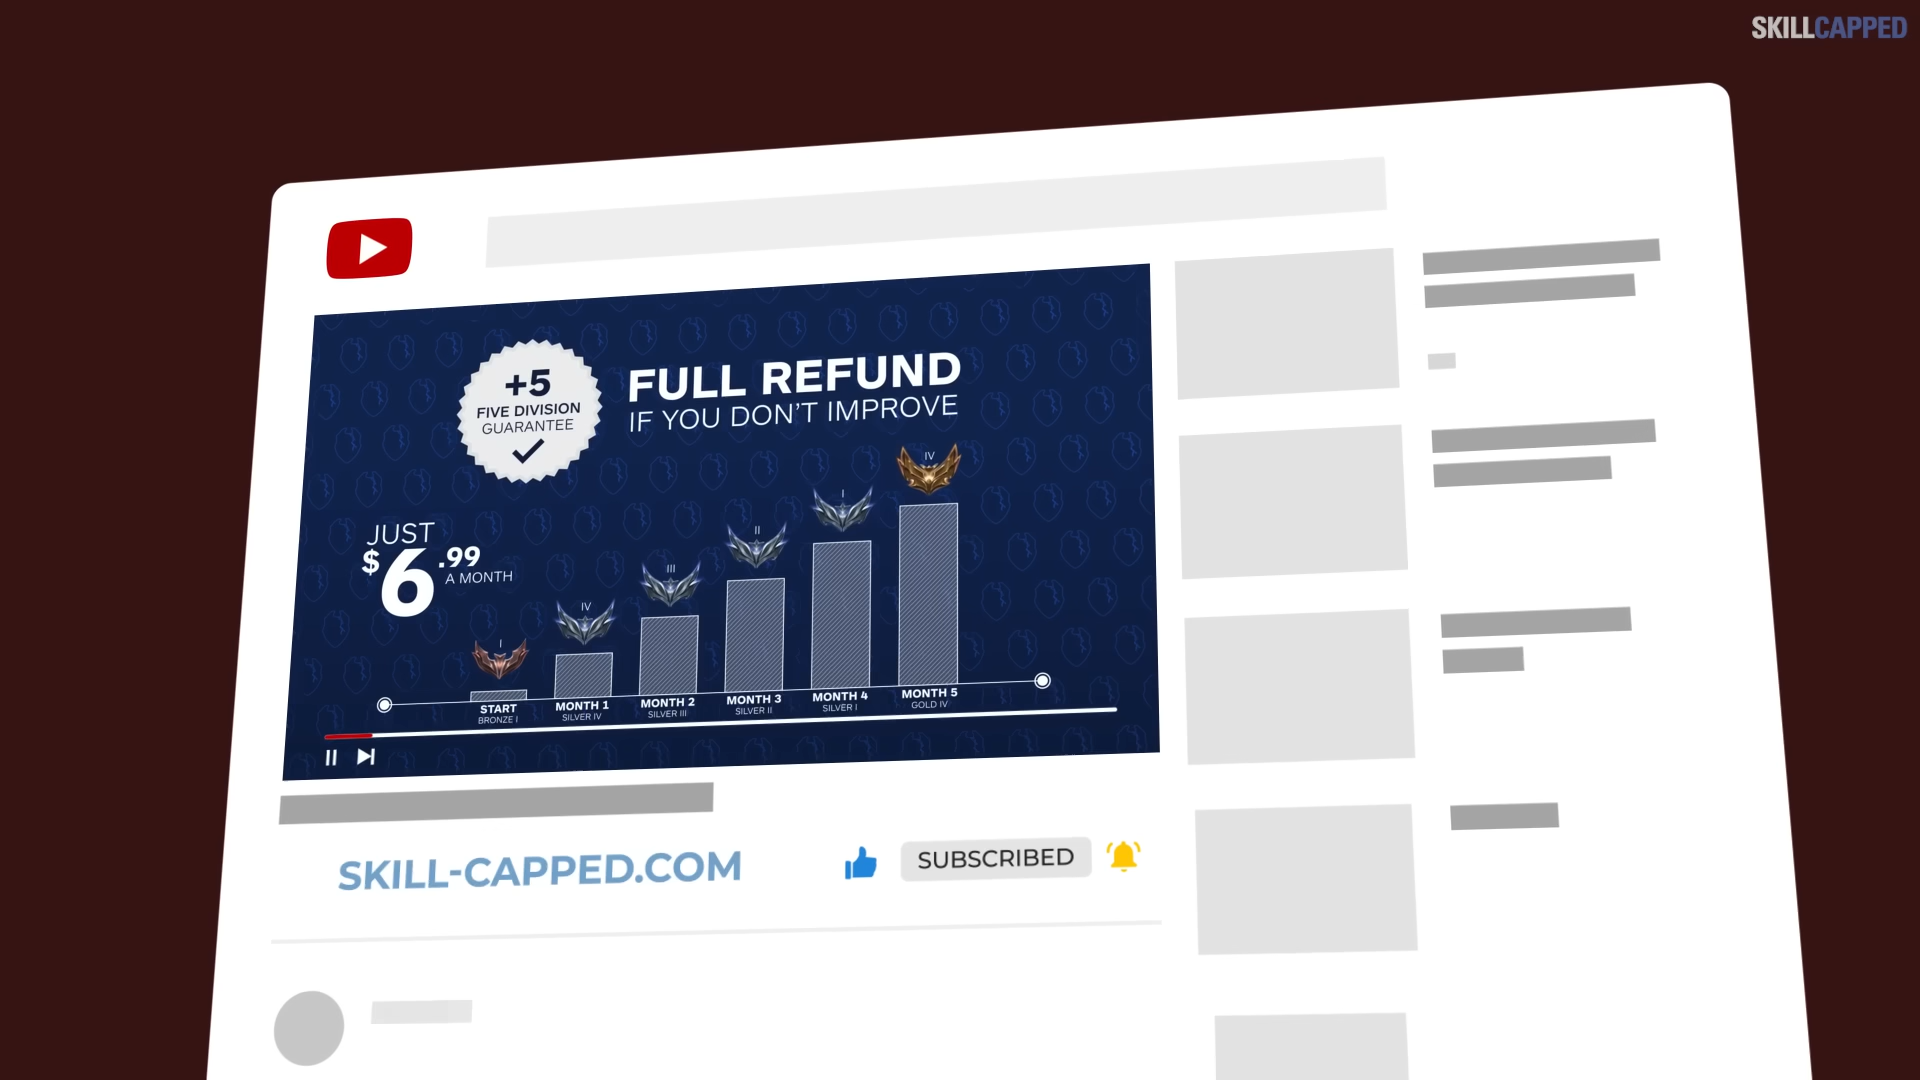 SKILLCAPPED
+5
FIVE DIVISION
GUARANTEE
FULL REFUND
IF YOU DON'T IMPROVE
JUST
$6.99
A MONTH
I
IV
III
II
I
IV
START
BRONZE I
MONTH 1
SILVER IV
MONTH 2
SILVER III
MONTH 3
SILVER II
MONTH 4
SILVER I
MONTH 5
GOLD IV
SKILL-CAPPED.COM
SUBSCRIBED